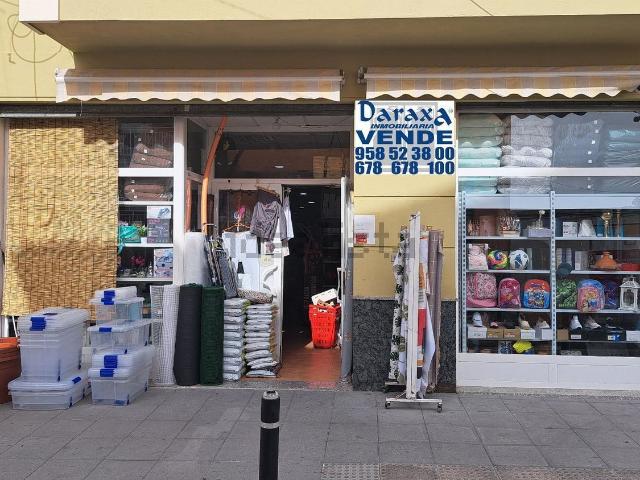 Daraxa
INMOBILIARIA
VENDE
958 52 38 00
678 678 100